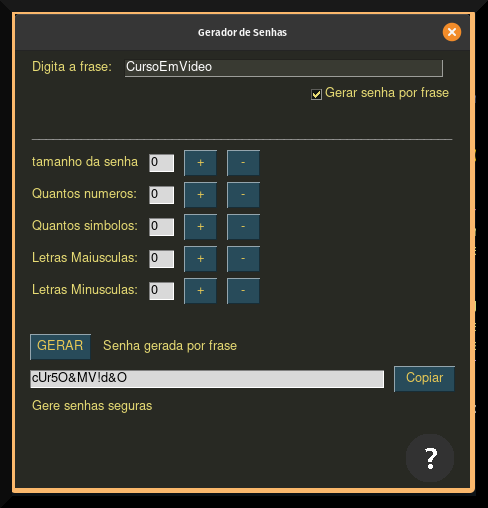 Gerador de Senhas
Digita a frase: CursoEmVideo
Gerar senha por frase
tamanho da senha 0 + -
Quantos numeros: 0 + -
Quantos simbolos: 0 + -
Letras Maiusculas: 0 + -
Letras Minusculas: 0 + -
GERAR Senha gerada por frase
cUr5O&MV!d&O Copiar
Gere senhas seguras
?